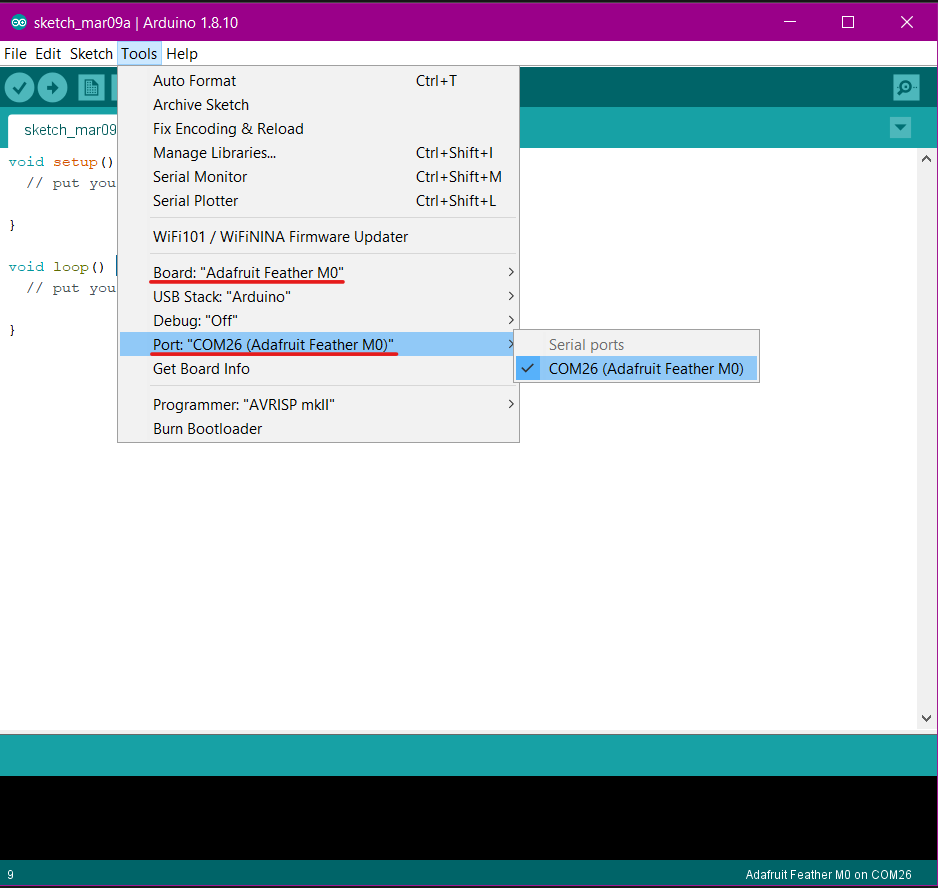 sketch_mar09a | Arduino 1.8.10
File Edit Sketch Tools Help
Auto Format Ctrl+T
Archive Sketch
Fix Encoding & Reload
Manage Libraries... Ctrl+Shift+I
Serial Monitor Ctrl+Shift+M
Serial Plotter Ctrl+Shift+L
WiFi101 / WiFiNINA Firmware Updater
Board: "Adafruit Feather M0"
USB Stack: "Arduino"
Debug: "Off"
Port: "COM26 (Adafruit Feather M0)"
Get Board Info
Programmer: "AVRISP mkII"
Burn Bootloader
Serial ports
COM26 (Adafruit Feather M0)
sketch_mar09
void setup()
// put you
}
void loop()
// put you
}
9 Adafruit Feather M0 on COM26